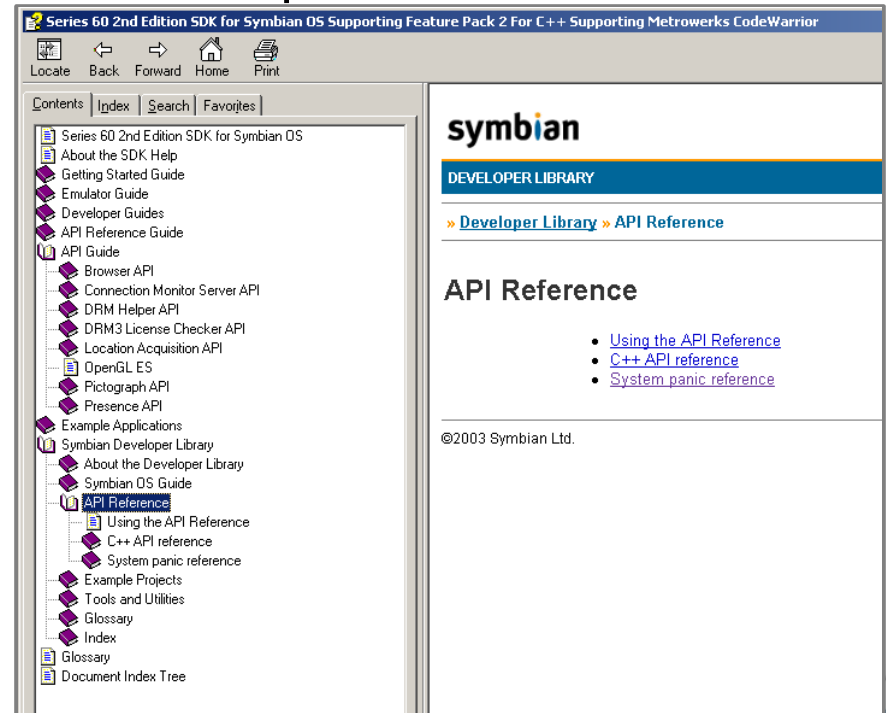 Series 60 2nd Edition SDK for Symbian OS Supporting Feature Pack 2 For C++ Supporting Metrowerks CodeWarrior
Locate Back Forward Home Print
Contents Index Search Favorites
Series 60 2nd Edition SDK for Symbian OS
About the SDK Help
Getting Started Guide
Emulator Guide
Developer Guides
API Reference Guide
API Guide
Browser API
Connection Monitor Server API
DRM Helper API
DRM3 License Checker API
Location Acquisition API
OpenGL ES
Pictograph API
Presence API
Example Applications
Symbian Developer Library
About the Developer Library
Symbian OS Guide
API Reference
Using the API Reference
C++ API reference
System panic reference
Example Projects
Tools and Utilities
Glossary
Index
Glossary
Document Index Tree
symbian
DEVELOPER LIBRARY
» Developer Library » API Reference
API Reference
• Using the API Reference
• C++ API reference
• System panic reference
©2003 Symbian Ltd.